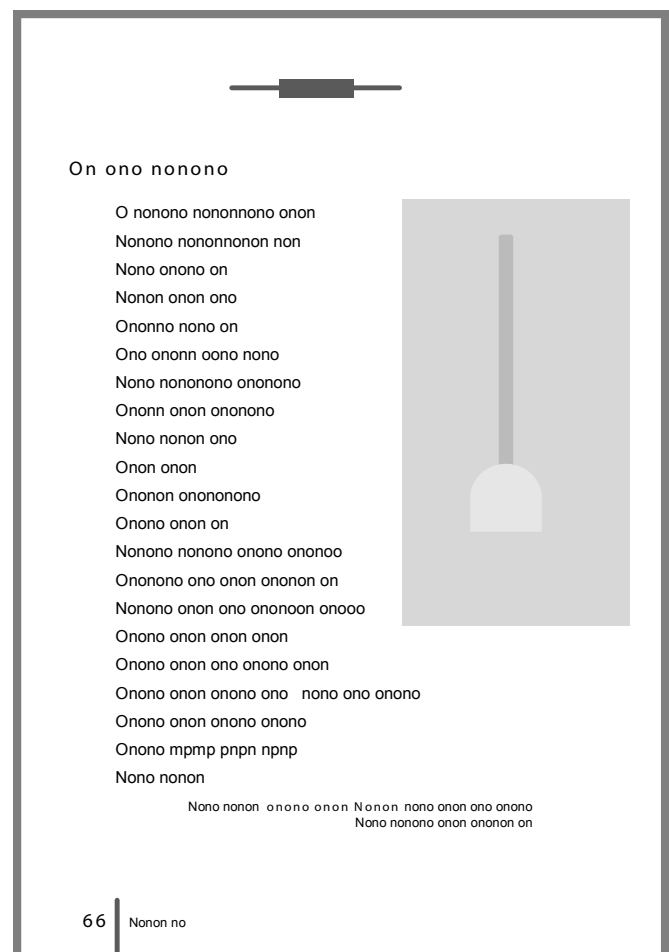 On ono nonono
O nonono nononnono onon
Nonono nononnonon non
Nono onono on
Nonon onon ono
Ononno nono on
Ono ononn oono nono
Nono nononono ononono
Ononn onon ononono
Nono nonon ono
Onon onon
Ononon onononono
Onono onon on
Nonono nonono onono ononoo
Ononono ono onon ononon on
Nonono onon ono ononoon onooo
Onono onon onon onon
Onono onon ono onono onon
Onono onon onono ono nono ono onono
Onono onon onono onono
Onono mpmp pnpn npnp
Nono nonon
Nono nonon onono onon Nonon nono onon ono onono
Nono nonono onon ononon on
66 Nonon no